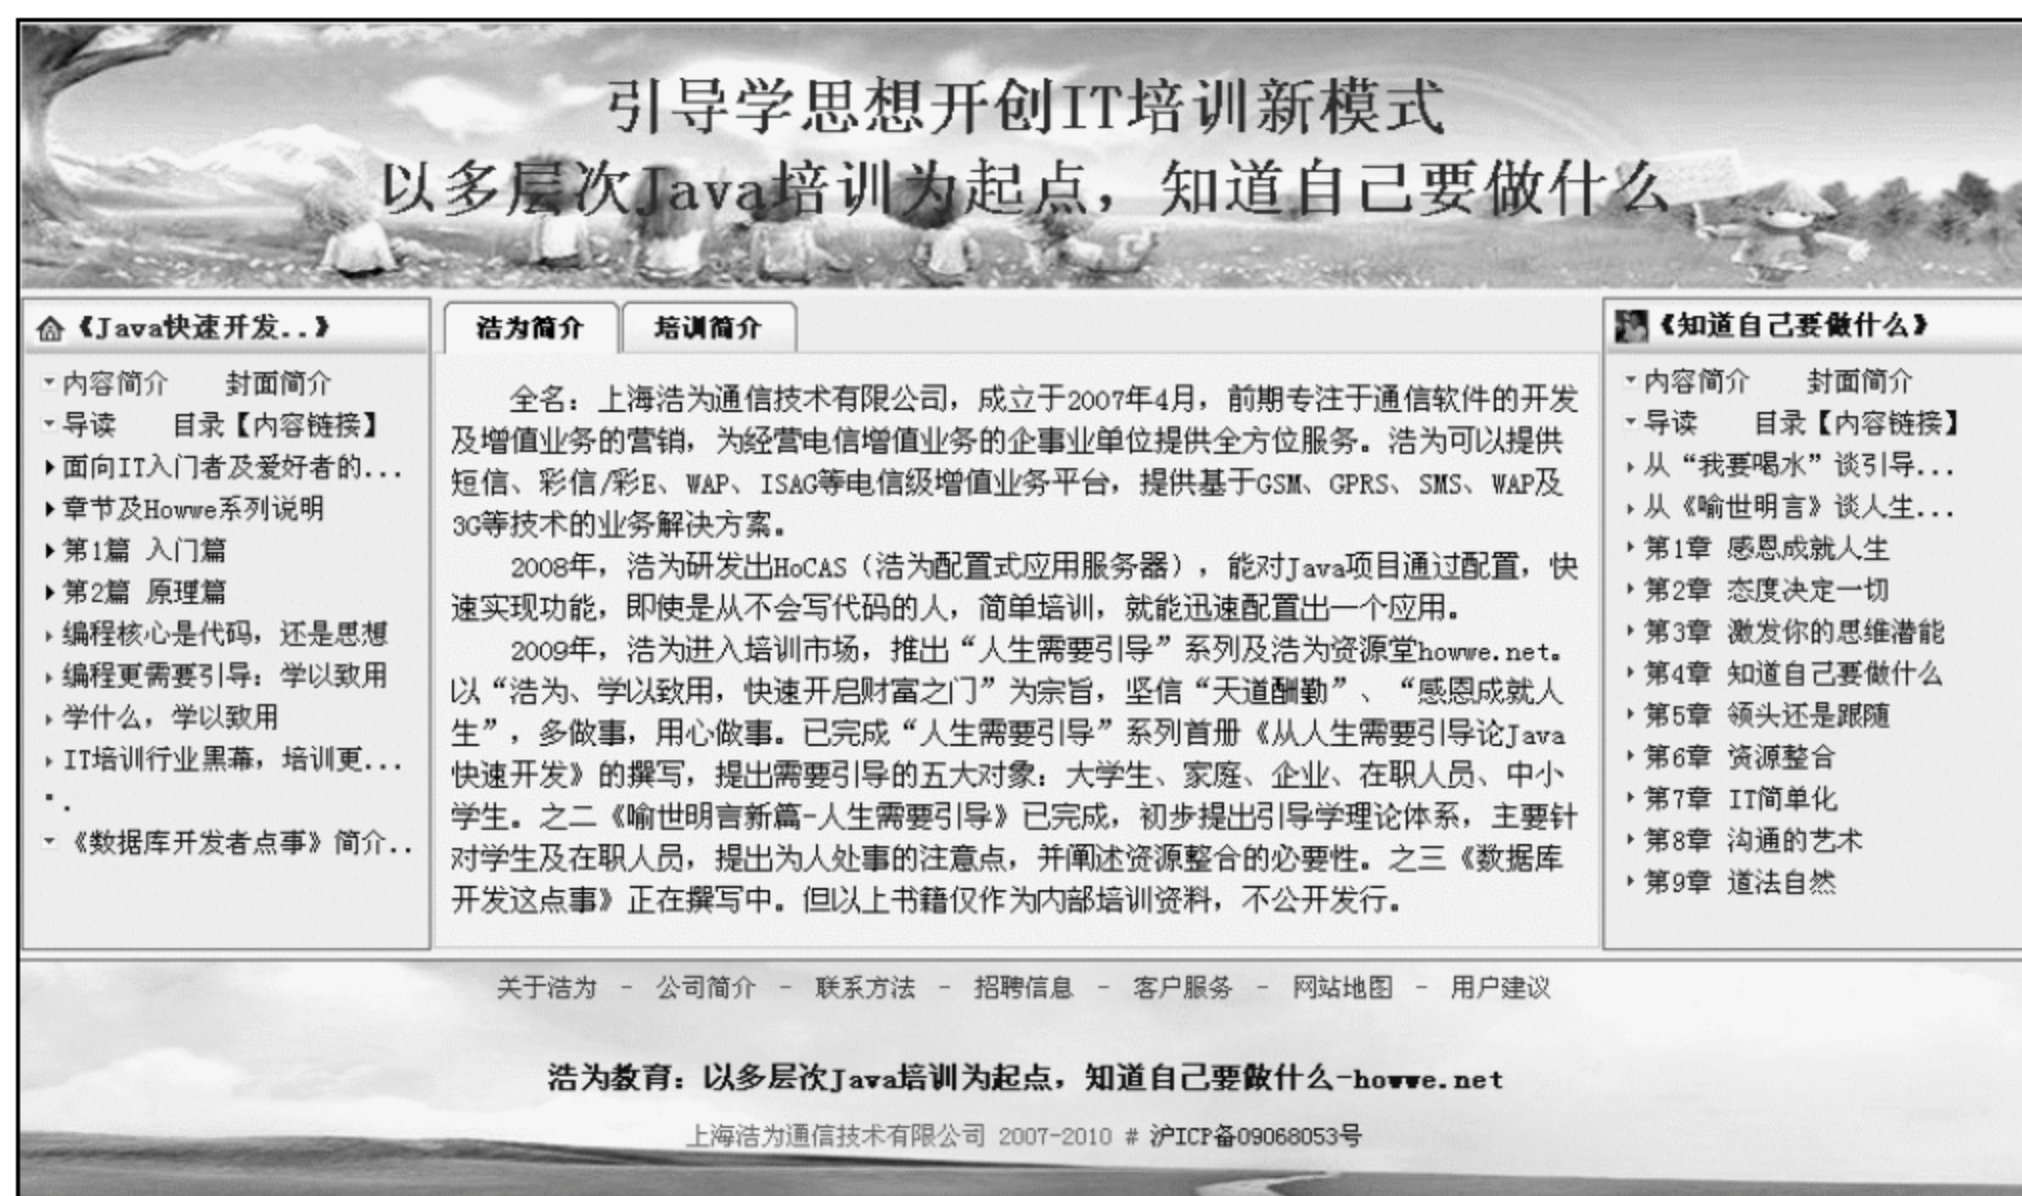 引导学思想开创IT培训新模式
以多层次Java培训为起点，知道自己要做什么
《Java快速开发..》
内容简介 封面简介
导读 目录【内容链接】
面向IT入门者及爱好者的...
章节及Howwe系列说明
第1篇 入门篇
第2篇 原理篇
编程核心是代码，还是思想
编程更需要引导：学以致用
学什么，学以致用
IT培训行业黑幕，培训更...
.
《数据库开发者点事》简介..
浩为简介 培训简介
全名：上海浩为通信技术有限公司，成立于2007年4月，前期专注于通信软件的开发
及增值业务的营销，为经营电信增值业务的企事业单位提供全方位服务。浩为可以提供
短信、彩信/彩E、WAP、ISAG等电信级增值业务平台，提供基于GSM、GPRS、SMS、WAP及
3G等技术的业务解决方案。
2008年，浩为研发出HoCAS（浩为配置式应用服务器），能对Java项目通过配置，快
速实现功能，即使是从不会写代码的人，简单培训，就能迅速配置出一个应用。
2009年，浩为进入培训市场，推出“人生需要引导”系列及浩为资源堂howwe.net。
以“浩为、学以致用，快速开启财富之门”为宗旨，坚信“天道酬勤”、“感恩成就人
生”，多做事，用心做事。已完成“人生需要引导”系列首册《从人生需要引导论Java
快速开发》的撰写，提出需要引导的五大对象：大学生、家庭、企业、在职人员、中小
学生。之二《喻世明言新篇-人生需要引导》已完成，初步提出引导学理论体系，主要针
对学生及在职人员，提出为人处事的注意点，并阐述资源整合的必要性。之三《数据库
开发这点事》正在撰写中。但以上书籍仅作为内部培训资料，不公开发行。
《知道自己要做什么》
内容简介 封面简介
导读 目录【内容链接】
从“我要喝水”谈引导...
从《喻世明言》谈人生...
第1章 感恩成就人生
第2章 态度决定一切
第3章 激发你的思维潜能
第4章 知道自己要做什么
第5章 领头还是跟随
第6章 资源整合
第7章 IT简单化
第8章 沟通的艺术
第9章 道法自然
关于浩为 - 公司简介 - 联系方法 - 招聘信息 - 客户服务 - 网站地图 - 用户建议
浩为教育：以多层次Java培训为起点，知道自己要做什么-howwe.net
上海浩为通信技术有限公司 2007-2010 # 沪ICP备09068053号